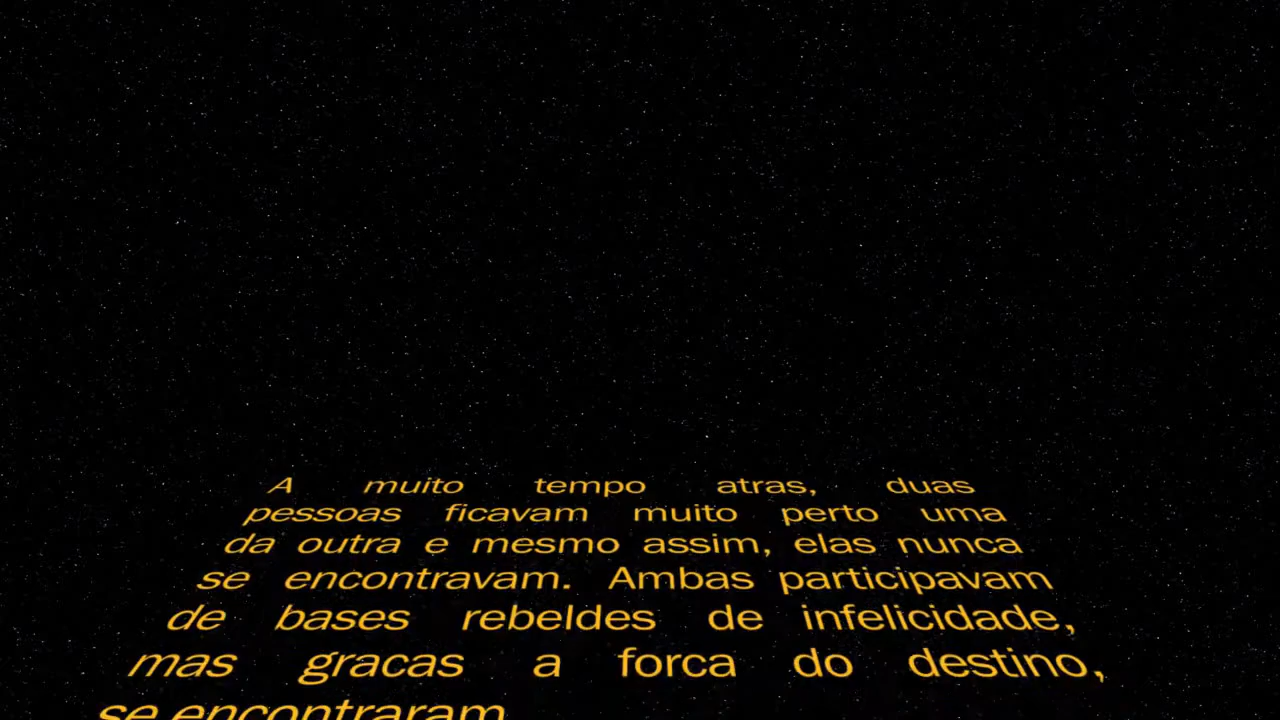 A muito tempo atras, duas
pessoas ficavam muito perto uma
da outra e mesmo assim, elas nunca
se encontravam. Ambas participavam
de bases rebeldes de infelicidade,
mas gracas a forca do destino,
se encontraram